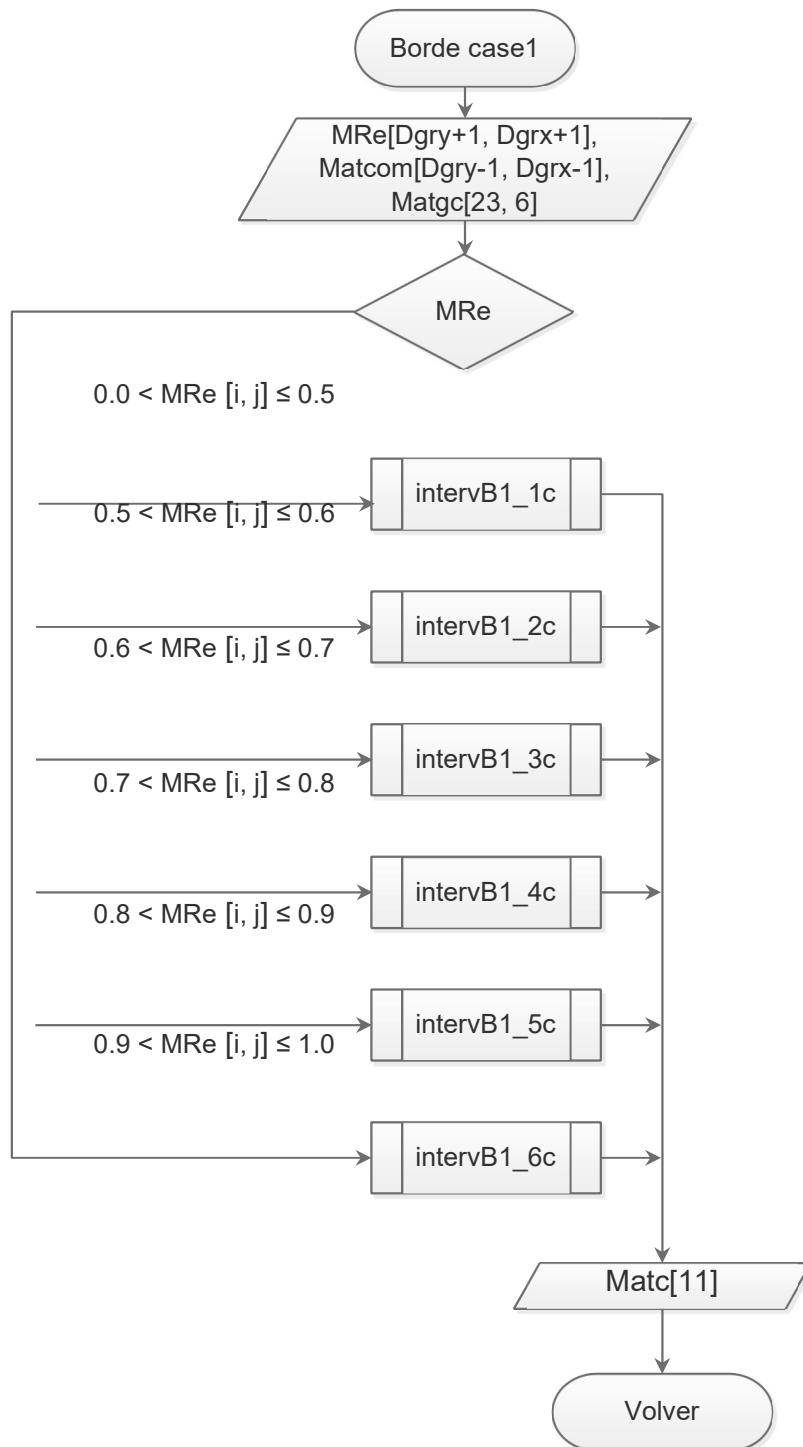 Borde case1
MRe[Dgry+1, Dgrx+1],
Matcom[Dgry-1, Dgrx-1],
Matgc[23, 6]
MRe
0.0 < MRe [i, j] ≤ 0.5
intervB1_1c
0.5 < MRe [i, j] ≤ 0.6
intervB1_2c
0.6 < MRe [i, j] ≤ 0.7
intervB1_3c
0.7 < MRe [i, j] ≤ 0.8
intervB1_4c
0.8 < MRe [i, j] ≤ 0.9
intervB1_5c
0.9 < MRe [i, j] ≤ 1.0
intervB1_6c
Matc[11]
Volver